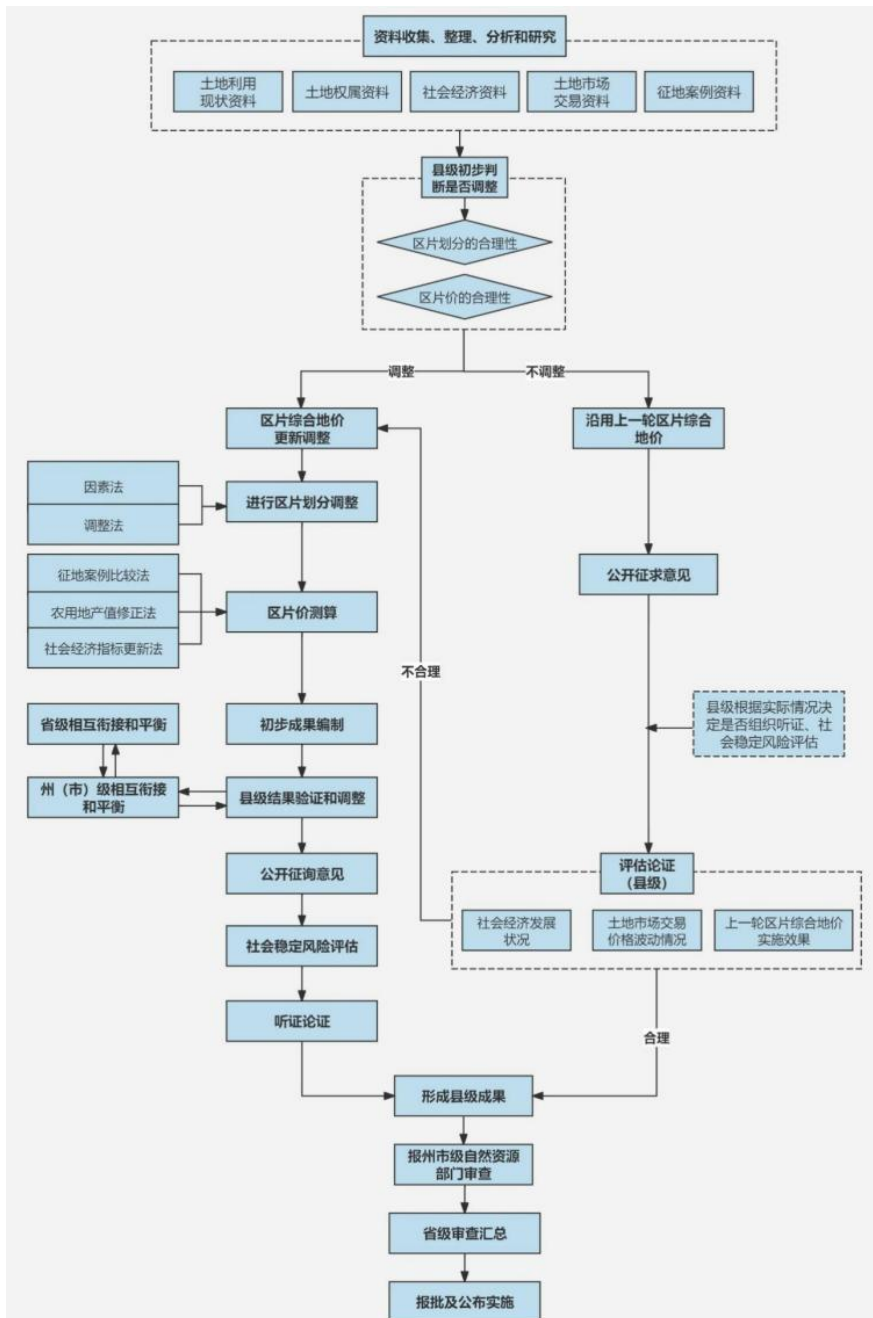 资料收集、整理、分析和研究
土地利用
现状资料
土地权属资料
社会经济资料
土地市场
交易资料
征地案例资料
县级初步判
断是否调整
区片划分的合理性
区片价的合理性
调整
不调整
区片综合地价
更新调整
沿用上一轮区片综合
地价
因素法
调整法
进行区片划分调整
公开征求意见
征地案例比较法
农用地产值修正法
社会经济指标更新法
区片价测算
不合理
省级相互衔接和平衡
初步成果编制
县级根据实际情况决
定是否组织听证、社
会稳定风险评估
州（市）级相互衔接
和平衡
县级结果验证和调整
公开征询意见
评估论证
（县级）
社会稳定风险评估
社会经济发展
状况
土地市场交易
价格波动情况
上一轮区片综合地价
实施效果
听证论证
合理
形成县级成果
报州市级自然资源
部门审查
省级审查汇总
报批及公布实施